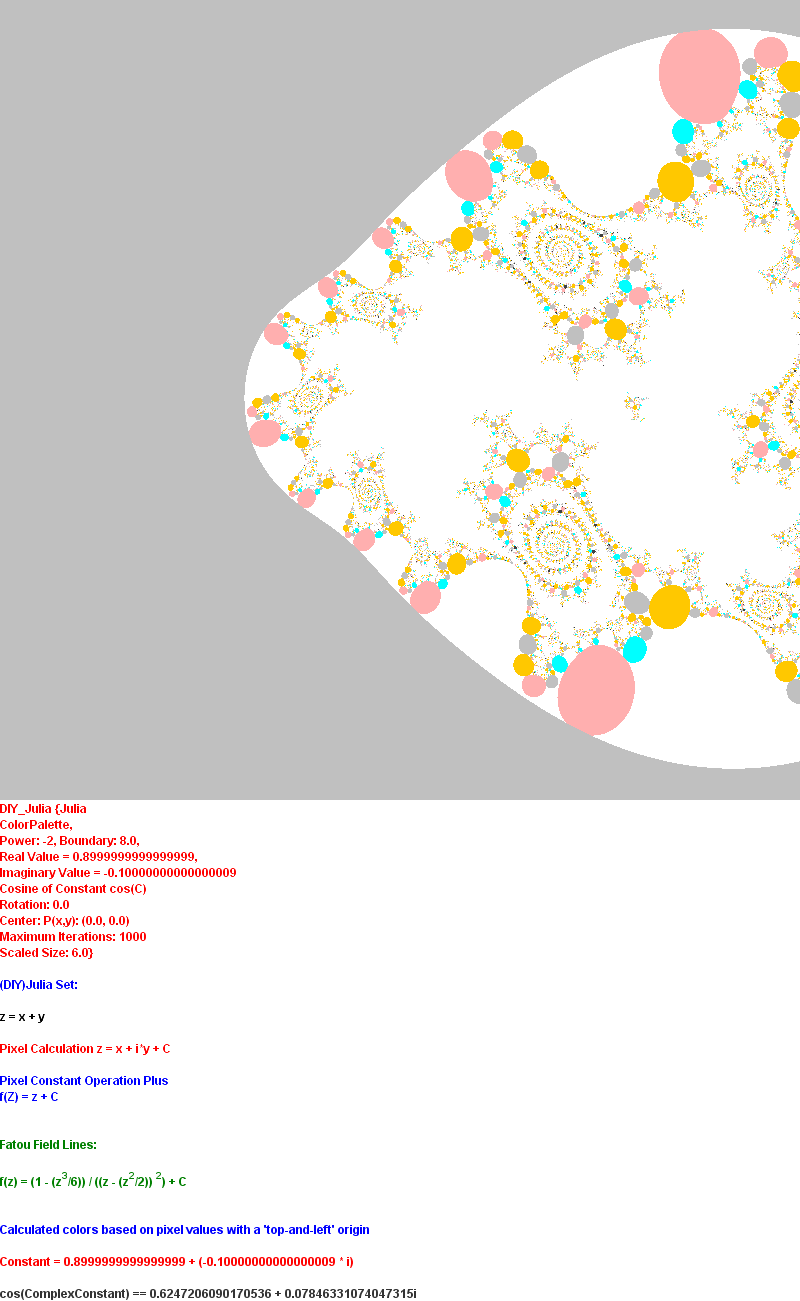 DIY_Julia {Julia
ColorPalette,
Power: -2, Boundary: 8.0,
Real Value = 0.8999999999999999,
Imaginary Value = -0.10000000000000009
Cosine of Constant cos(C)
Rotation: 0.0
Center: P(x,y): (0.0, 0.0)
Maximum Iterations: 1000
Scaled Size: 6.0}
(DIY)Julia Set:
z = x + y
Pixel Calculation z = x + i*y + C
Pixel Constant Operation Plus
f(Z) = z + C
Fatou Field Lines:
f(z) = (1 - (z³/6)) / ((z - (z²/2)) ²) + C
Calculated colors based on pixel values with a 'top-and-left' origin
Constant = 0.8999999999999999 + (-0.10000000000000009 * i)
cos(ComplexConstant) == 0.6247206090170536 + 0.07846331074047315i